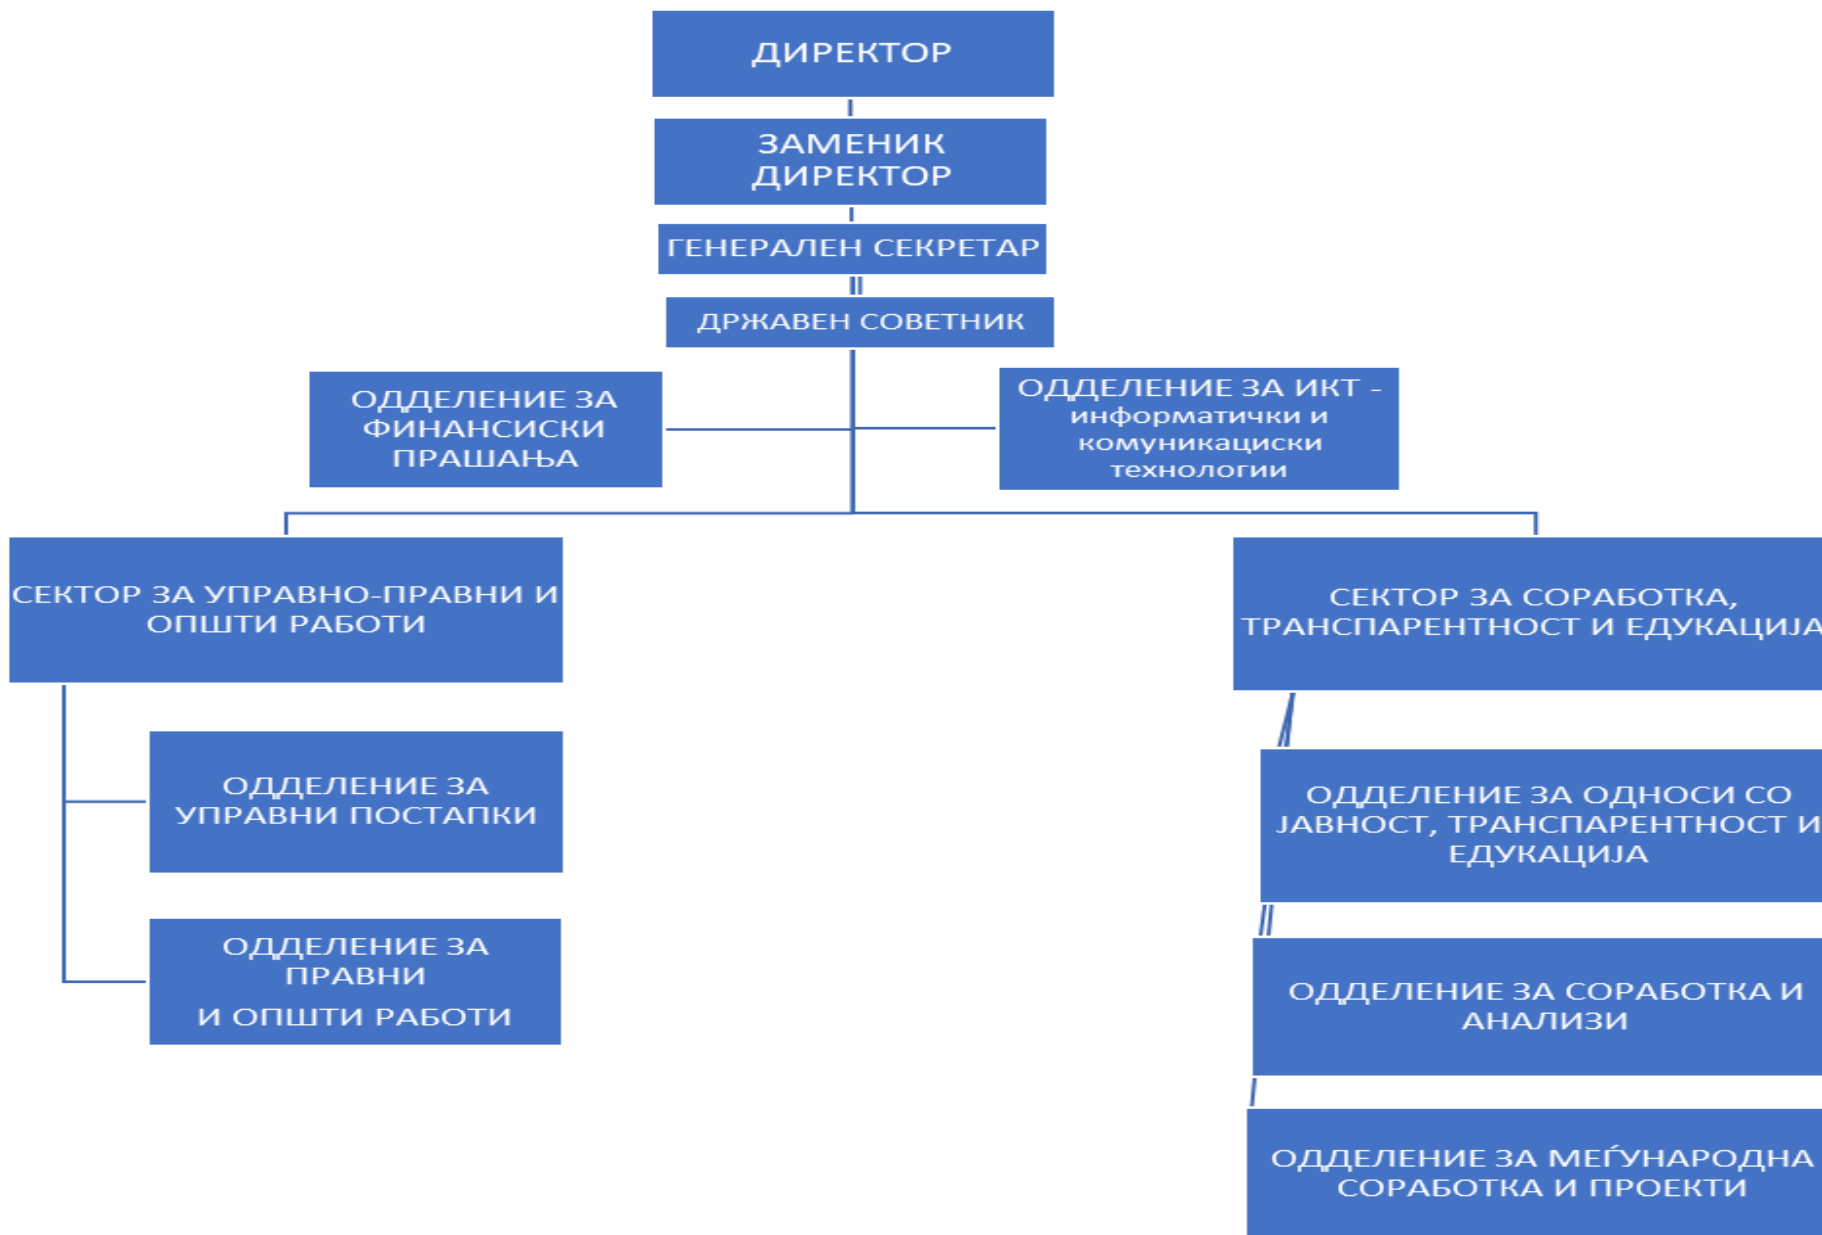 ДИРЕКТОР
ЗАМЕНИК
ДИРЕКТОР
ГЕНЕРАЛЕН СЕКРЕТАР
ДРЖАВЕН СОВЕТНИК
ОДДЕЛЕНИЕ ЗА
ФИНАНСИСКИ
ПРАШАЊА
ОДДЕЛЕНИЕ ЗА ИКТ -
информатички и
комуникациски
технологии
СЕКТОР ЗА УПРАВНО-ПРАВНИ И
ОПШТИ РАБОТИ
СЕКТОР ЗА СОРАБОТКА,
ТРАНСПАРЕНТНОСТ И ЕДУКАЦИЈА
ОДДЕЛЕНИЕ ЗА
УПРАВНИ ПОСТАПКИ
ОДДЕЛЕНИЕ ЗА
ПРАВНИ
И ОПШТИ РАБОТИ
ОДДЕЛЕНИЕ ЗА ОДНОСИ СО
ЈАВНОСТ, ТРАНСПАРЕНТНОСТ И
ЕДУКАЦИЈА
ОДДЕЛЕНИЕ ЗА СОРАБОТКА И
АНАЛИЗИ
ОДДЕЛЕНИЕ ЗА МЕЃУНАРОДНА
СОРАБОТКА И ПРОЕКТИ